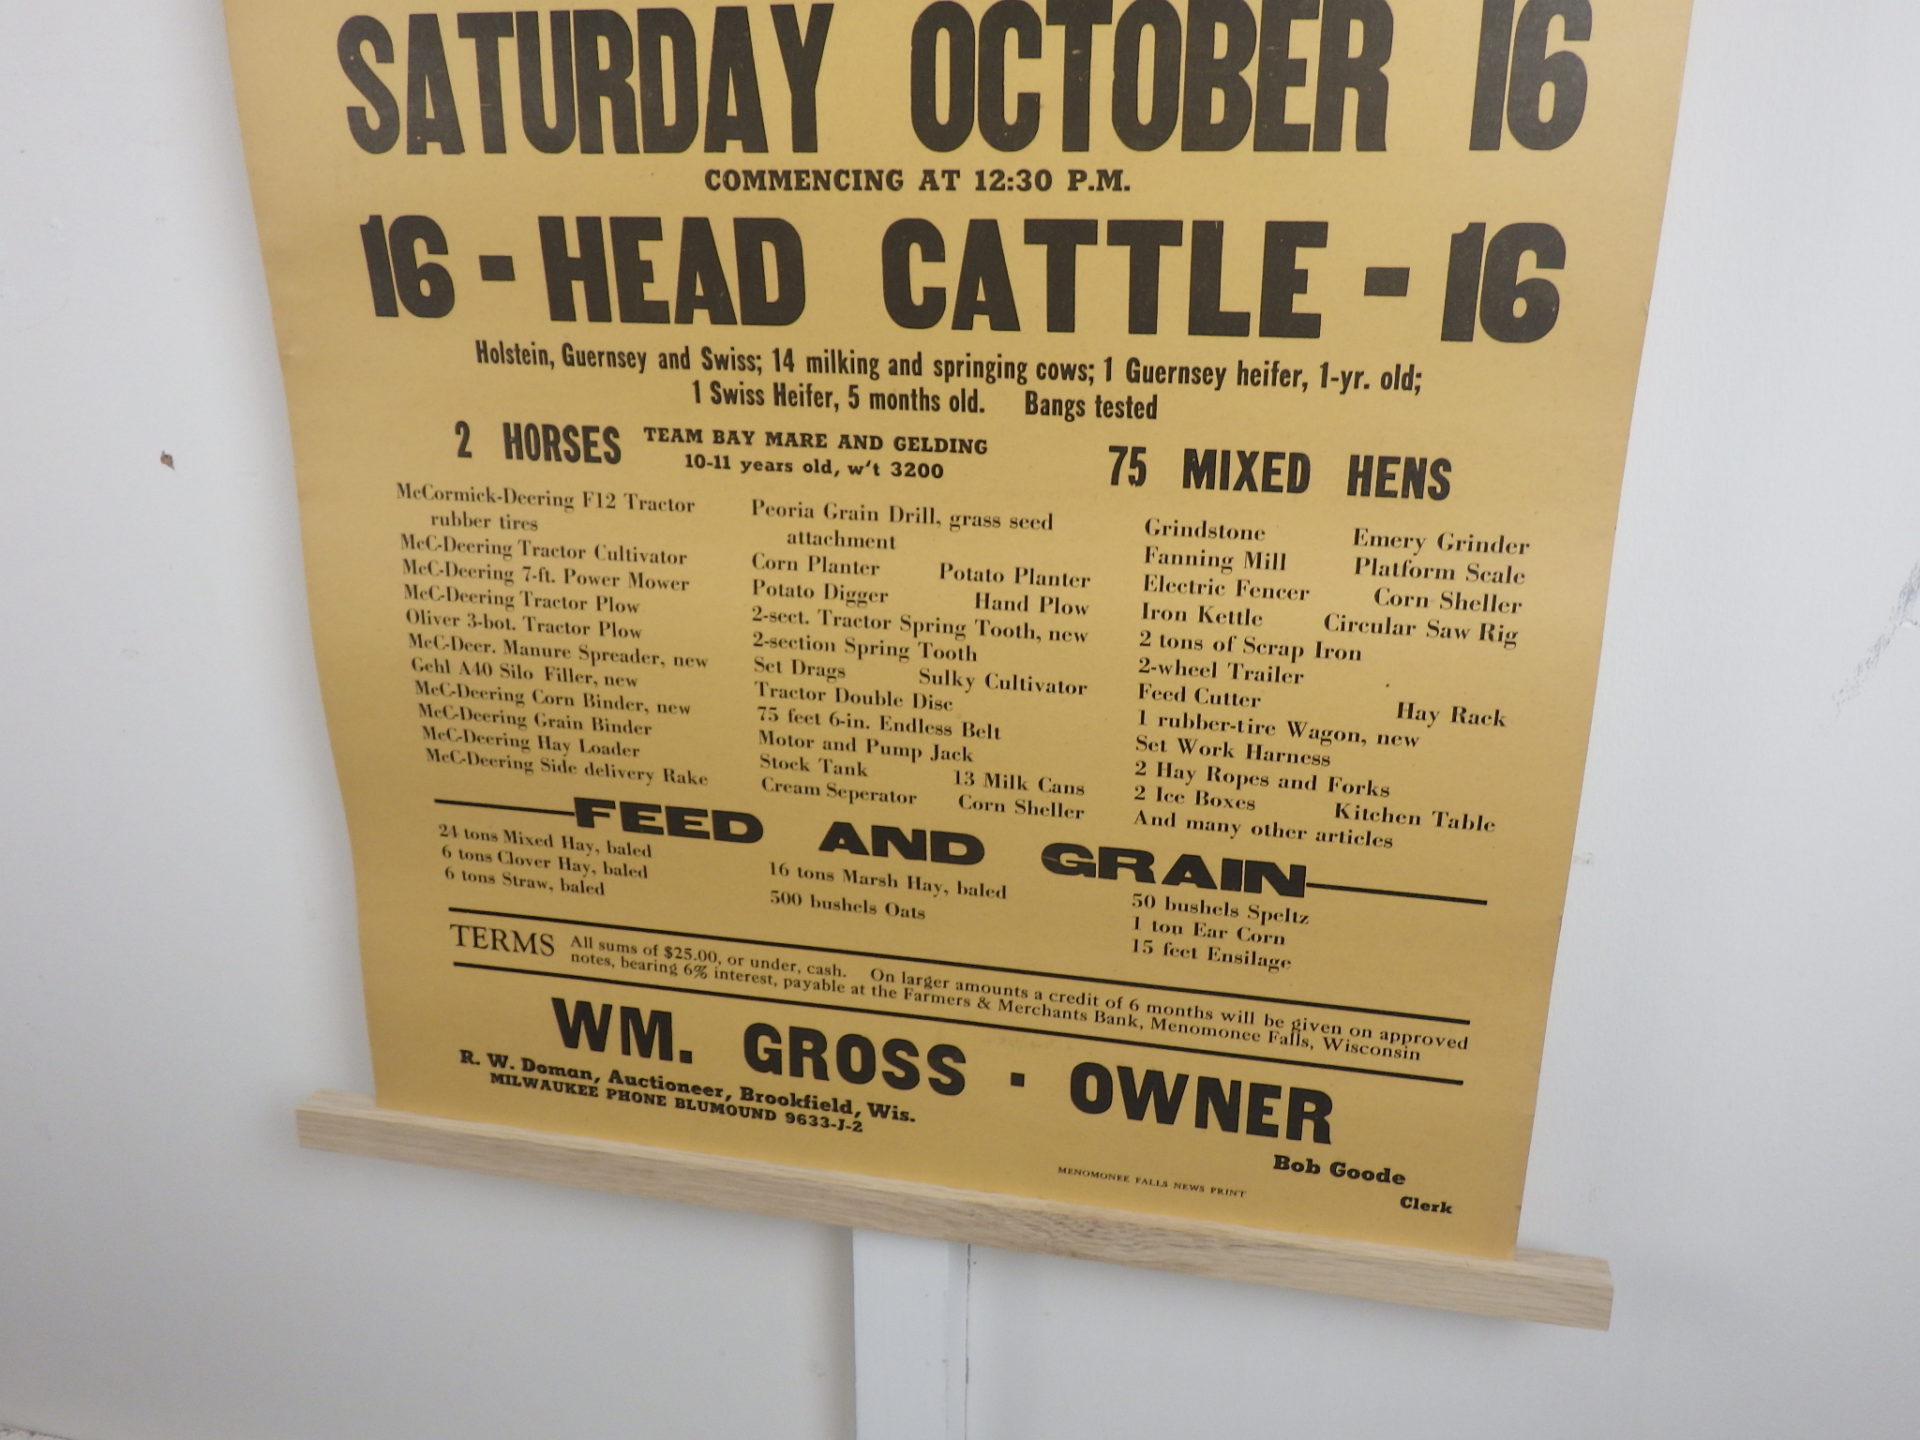 SATURDAY OCTOBER 16
COMMENCING AT 12:30 P.M.
16 - HEAD CATTLE - 16
Holstein, Guernsey and Swiss; 14 milking and springing cows; 1 Guernsey heifer, 1-yr. old;
1 Swiss Heifer, 5 months old. Bangs tested
2 HORSES
TEAM BAY MARE AND GELDING
10-11 years old, w't 3200
75 MIXED HENS
McCormick-Deering F12 Tractor
rubber tires
McC-Deering Tractor Cultivator
McC-Deering 7-ft. Power Mower
McC-Deering Tractor Plow
Oliver 3-bot. Tractor Plow
McC-Deer. Manure Spreader, new
Gehl A40 Silo Filler, new
McC-Deering Corn Binder, new
McC-Deering Grain Binder
McC-Deering Hay Loader
McC-Deering Side delivery Rake
Peoria Grain Drill, grass seed
attachment
Corn Planter Potato Planter
Potato Digger Hand Plow
2-sect. Tractor Spring Tooth, new
2-section Spring Tooth
Set Drags Sulky Cultivator
Tractor Double Disc
75 feet 6-in. Endless Belt
Motor and Pump Jack
Stock Tank 13 Milk Cans
Cream Seperator Corn Sheller
Grindstone Emery Grinder
Fanning Mill Platform Scale
Electric Fencer Corn Sheller
Iron Kettle Circular Saw Rig
2 tons of Scrap Iron
2-wheel Trailer
Feed Cutter Hay Rack
1 rubber-tire Wagon, new
Set Work Harness
2 Hay Ropes and Forks
2 Ice Boxes Kitchen Table
And many other articles
FEED AND GRAIN
24 tons Mixed Hay, baled
6 tons Clover Hay, baled
6 tons Straw, baled
16 tons Marsh Hay, baled
500 bushels Oats
50 bushels Speltz
1 ton Ear Corn
15 feet Ensilage
TERMS
All sums of $25.00, or under, cash. On larger amounts a credit of 6 months will be given on approved
notes, bearing 6% interest, payable at the Farmers & Merchants Bank, Menomonee Falls, Wisconsin
WM. GROSS - OWNER
R. W. Doman, Auctioneer, Brookfield, Wis.
MILWAUKEE PHONE BLUMOUND 9633-J-2
Bob Goode
Clerk
MENOMONEE FALLS NEWS PRINT